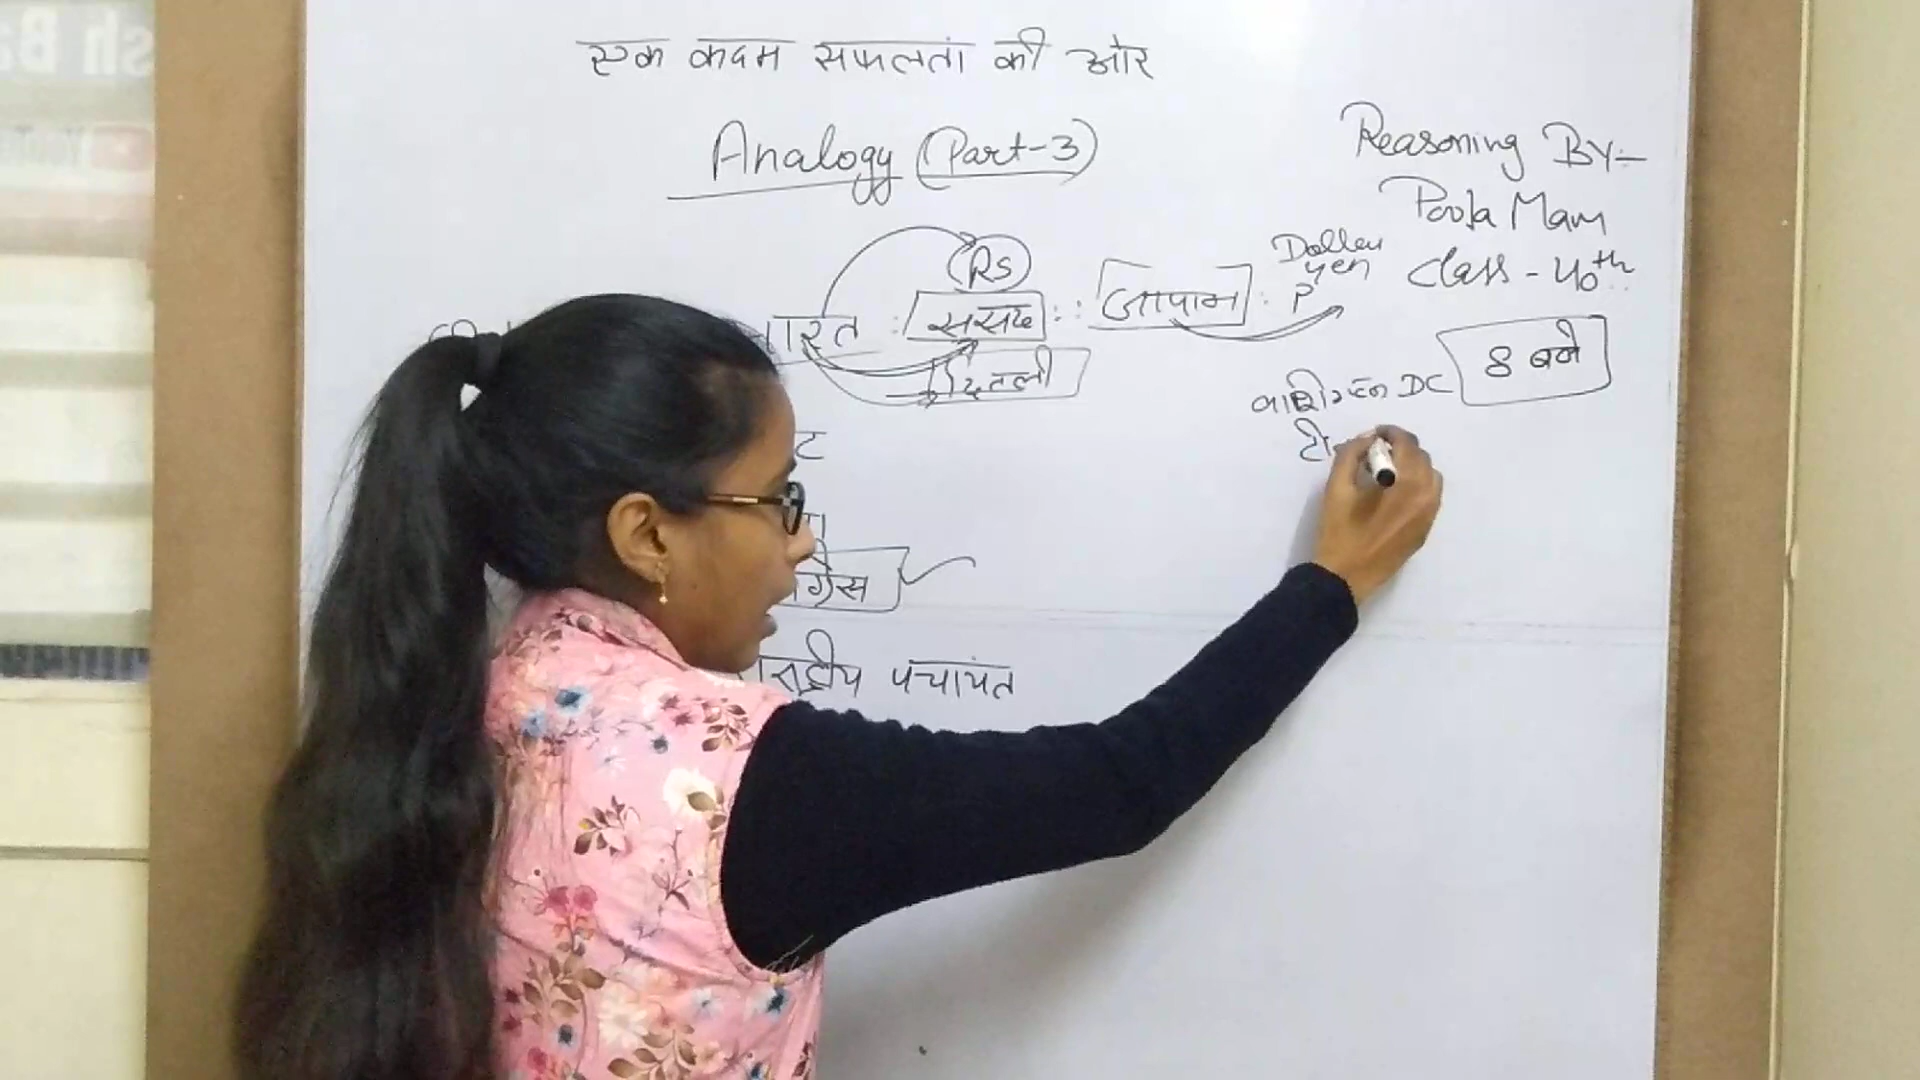 एक कदम सफलता की ओर
Analogy (Part-3)
Reasoning By:-
Pooja Mam
Class - 40th
Rs
Dollar
yen
भारत : संसद :: जापान : ?
दिल्ली
8 बजे
वाशिंगटन DC
टो
राष्ट्रीय पंचायत